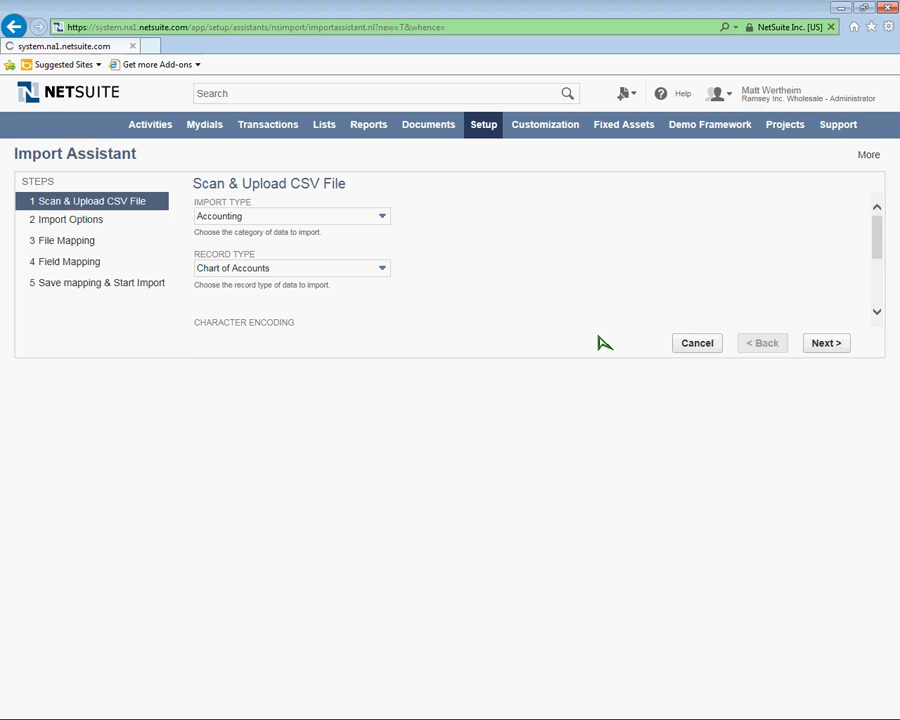 https://system.na1.netsuite.com/app/setup/assistants/nsimport/importassistant.nl?new=T&whence=
NetSuite Inc. [US]
system.na1.netsuite.com
Suggested Sites
Get more Add-ons
NETSUITE
Search
Help
Matt Wertheim
Ramsey Inc. Wholesale - Administrator
Activities Mydials Transactions Lists Reports Documents Setup Customization Fixed Assets Demo Framework Projects Support
Import Assistant
More
STEPS
1 Scan & Upload CSV File
2 Import Options
3 File Mapping
4 Field Mapping
5 Save mapping & Start Import
Scan & Upload CSV File
IMPORT TYPE
Accounting
Choose the category of data to import.
RECORD TYPE
Chart of Accounts
Choose the record type of data to import.
CHARACTER ENCODING
Cancel
< Back
Next >